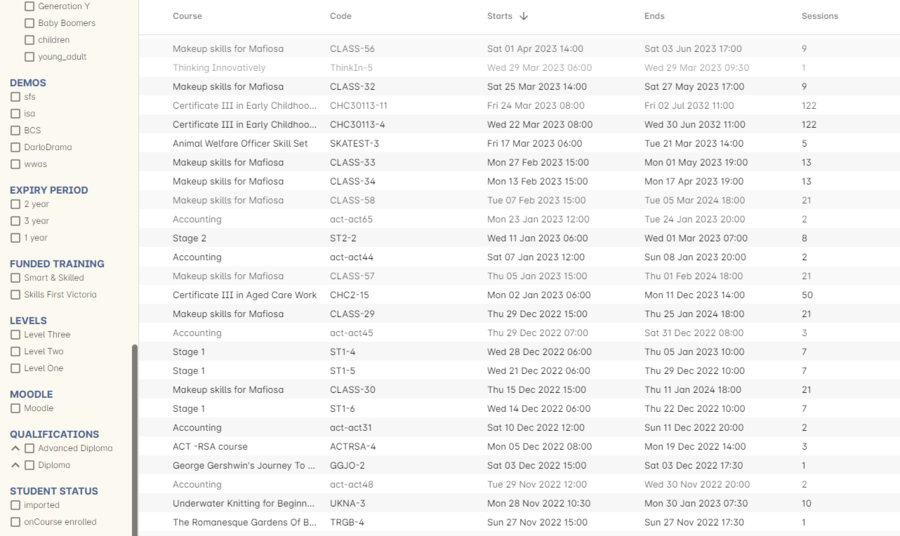 Generation Y
Baby Boomers
children
young_adult
DEMOS
sfs
isa
BCS
DarloDrama
wwas
EXPIRY PERIOD
2 year
3 year
1 year
FUNDED TRAINING
Smart & Skilled
Skills First Victoria
LEVELS
Level Three
Level Two
Level One
MOODLE
Moodle
QUALIFICATIONS
Advanced Diploma
Diploma
STUDENT STATUS
imported
onCourse enrolled
Course Code Starts Ends Sessions
Makeup skills for Mafiosa CLASS-56 Sat 01 Apr 2023 14:00 Sat 03 Jun 2023 17:00 9
Thinking Innovatively ThinkIn-5 Wed 29 Mar 2023 06:00 Wed 29 Mar 2023 09:30 1
Makeup skills for Mafiosa CLASS-32 Sat 25 Mar 2023 14:00 Sat 27 May 2023 17:00 9
Certificate III in Early Childhoo... CHC30113-11 Fri 24 Mar 2023 08:00 Fri 02 Jul 2032 11:00 122
Certificate III in Early Childhoo... CHC30113-4 Wed 22 Mar 2023 08:00 Wed 30 Jun 2032 11:00 122
Animal Welfare Officer Skill Set SKATEST-3 Fri 17 Mar 2023 06:00 Tue 21 Mar 2023 14:00 5
Makeup skills for Mafiosa CLASS-33 Mon 27 Feb 2023 15:00 Mon 01 May 2023 19:00 13
Makeup skills for Mafiosa CLASS-34 Mon 13 Feb 2023 15:00 Mon 17 Apr 2023 19:00 13
Makeup skills for Mafiosa CLASS-58 Tue 07 Feb 2023 15:00 Tue 05 Mar 2024 18:00 21
Accounting act-act65 Mon 23 Jan 2023 12:00 Tue 24 Jan 2023 20:00 2
Stage 2 ST2-2 Wed 11 Jan 2023 06:00 Wed 01 Mar 2023 07:00 8
Accounting act-act44 Sat 07 Jan 2023 12:00 Sun 08 Jan 2023 20:00 2
Makeup skills for Mafiosa CLASS-57 Thu 05 Jan 2023 15:00 Thu 01 Feb 2024 18:00 21
Certificate III in Aged Care Work CHC2-15 Mon 02 Jan 2023 06:00 Mon 11 Dec 2023 14:00 50
Makeup skills for Mafiosa CLASS-29 Thu 29 Dec 2022 15:00 Thu 25 Jan 2024 18:00 21
Accounting act-act45 Thu 29 Dec 2022 07:00 Sat 31 Dec 2022 08:00 3
Stage 1 ST1-4 Wed 28 Dec 2022 06:00 Thu 05 Jan 2023 10:00 7
Stage 1 ST1-5 Wed 21 Dec 2022 06:00 Thu 29 Dec 2022 10:00 7
Makeup skills for Mafiosa CLASS-30 Thu 15 Dec 2022 15:00 Thu 11 Jan 2024 18:00 21
Stage 1 ST1-6 Wed 14 Dec 2022 06:00 Thu 22 Dec 2022 10:00 7
Accounting act-act31 Sat 10 Dec 2022 12:00 Sun 11 Dec 2022 20:00 2
ACT -RSA course ACTRSA-4 Mon 05 Dec 2022 08:00 Mon 19 Dec 2022 14:00 3
George Gershwin's Journey To ... GGJO-2 Sat 03 Dec 2022 15:00 Sat 03 Dec 2022 17:30 1
Accounting act-act48 Tue 29 Nov 2022 12:00 Wed 30 Nov 2022 20:00 2
Underwater Knitting for Beginn... UKNA-3 Mon 28 Nov 2022 10:30 Mon 30 Jan 2023 07:30 10
The Romanesque Gardens Of B... TRGB-4 Sun 27 Nov 2022 15:00 Sun 27 Nov 2022 17:30 1